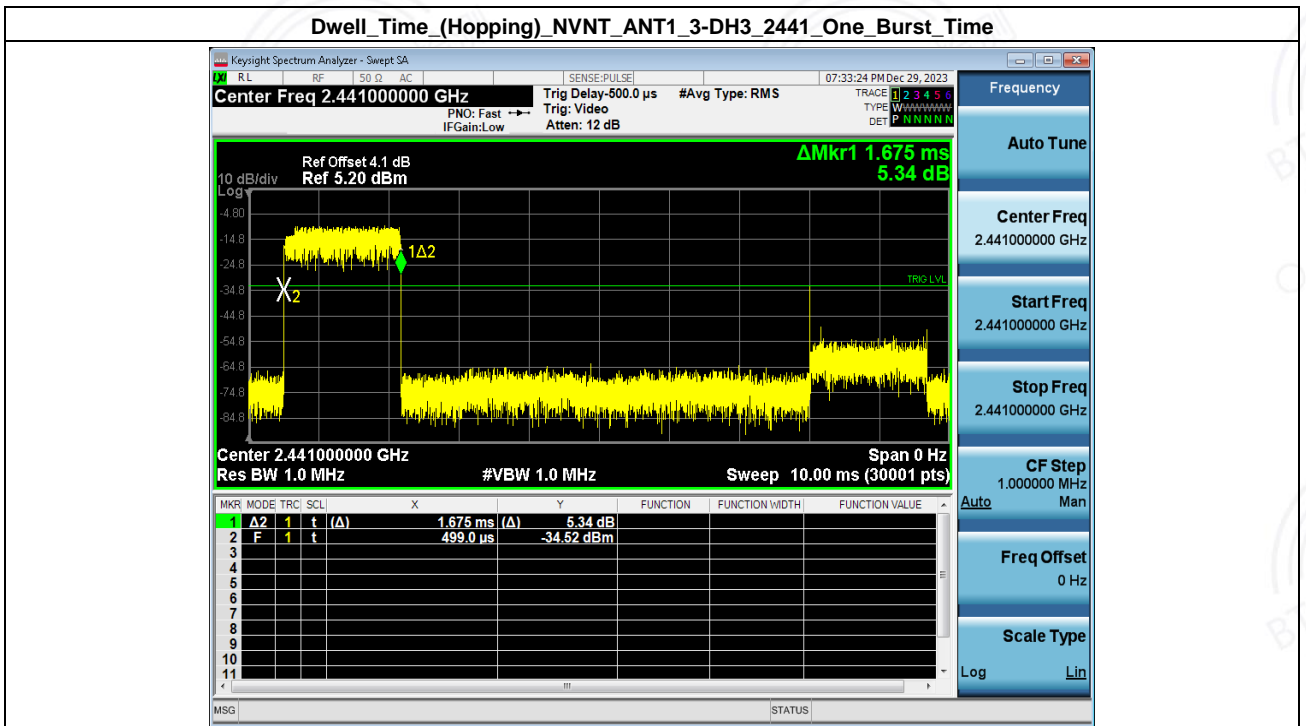 Dwell_Time_(Hopping)_NVNT_ANT1_3-DH3_2441_One_Burst_Time
Keysight Spectrum Analyzer - Swept SA
LXI RL RF 50 Ω AC SENSE:PULSE 07:33:24 PM Dec 29, 2023
Center Freq 2.441000000 GHz
PNO: Fast
IFGain:Low
Trig Delay-500.0 µs
Trig: Video
Atten: 12 dB
#Avg Type: RMS
TRACE 1 2 3 4 5 6
TYPE WWWWWW
DET P N N N N N
ΔMkr1 1.675 ms
5.34 dB
Ref Offset 4.1 dB
Ref 5.20 dBm
10 dB/div
Log
-4.80
-14.8
-24.8
-34.8
-44.8
-54.8
-64.8
-74.8
-84.8
1Δ2
2
TRIG LVL
Center 2.441000000 GHz Span 0 Hz
Res BW 1.0 MHz #VBW 1.0 MHz Sweep 10.00 ms (30001 pts)
MKR MODE TRC SCL X Y FUNCTION FUNCTION WIDTH FUNCTION VALUE
1 Δ2 1 t (Δ) 1.675 ms (Δ) 5.34 dB
2 F 1 t 499.0 µs -34.52 dBm
3
4
5
6
7
8
9
10
11
MSG STATUS
Frequency
Auto Tune
Center Freq
2.441000000 GHz
Start Freq
2.441000000 GHz
Stop Freq
2.441000000 GHz
CF Step
1.000000 MHz
Auto Man
Freq Offset
0 Hz
Scale Type
Log Lin